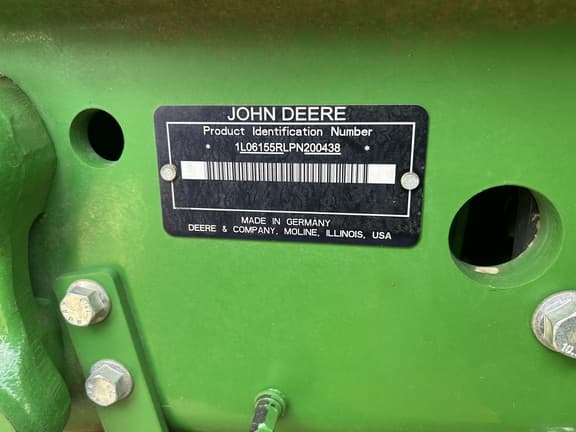 JOHN DEERE
Product Identification Number
* 1L06155RLPN200438 *
MADE IN GERMANY
DEERE & COMPANY, MOLINE, ILLINOIS, USA